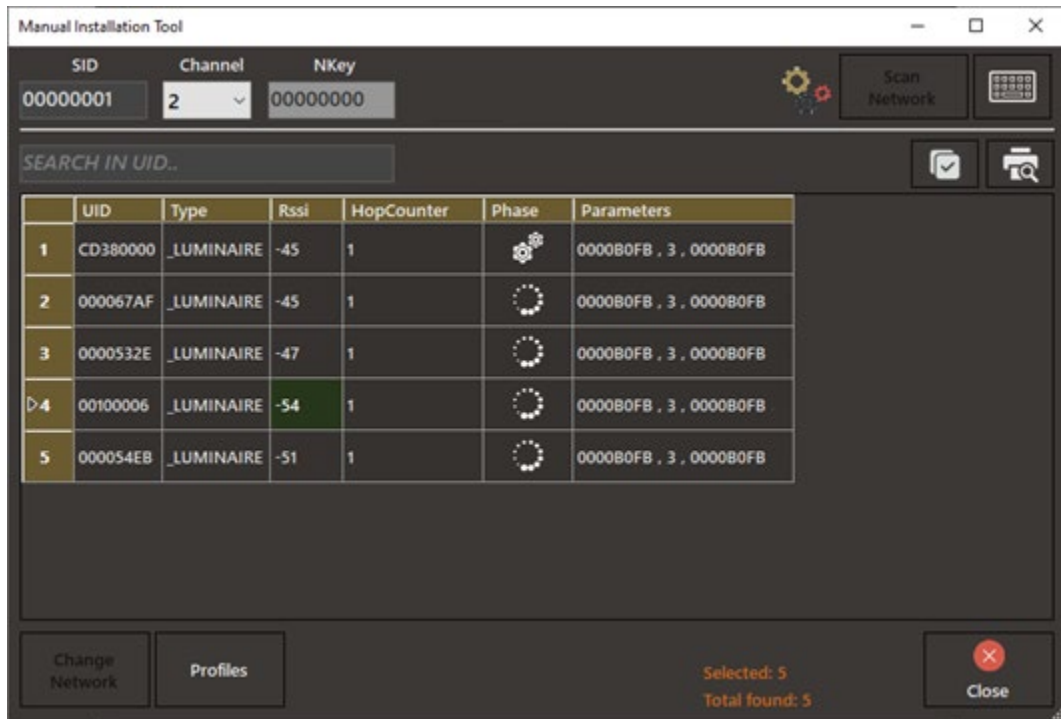 Manual Installation Tool
SID Channel NKey
00000001 2 00000000 Scan
Network
SEARCH IN UID..
UID Type Rssi HopCounter Phase Parameters
1 CD380000 _LUMINAIRE -45 1 0000B0FB , 3 , 0000B0FB
2 000067AF _LUMINAIRE -45 1 0000B0FB , 3 , 0000B0FB
3 0000532E _LUMINAIRE -47 1 0000B0FB , 3 , 0000B0FB
4 00100006 _LUMINAIRE -54 1 0000B0FB , 3 , 0000B0FB
5 000054EB _LUMINAIRE -51 1 0000B0FB , 3 , 0000B0FB
Change
Network
Profiles
Selected: 5
Total found: 5
Close